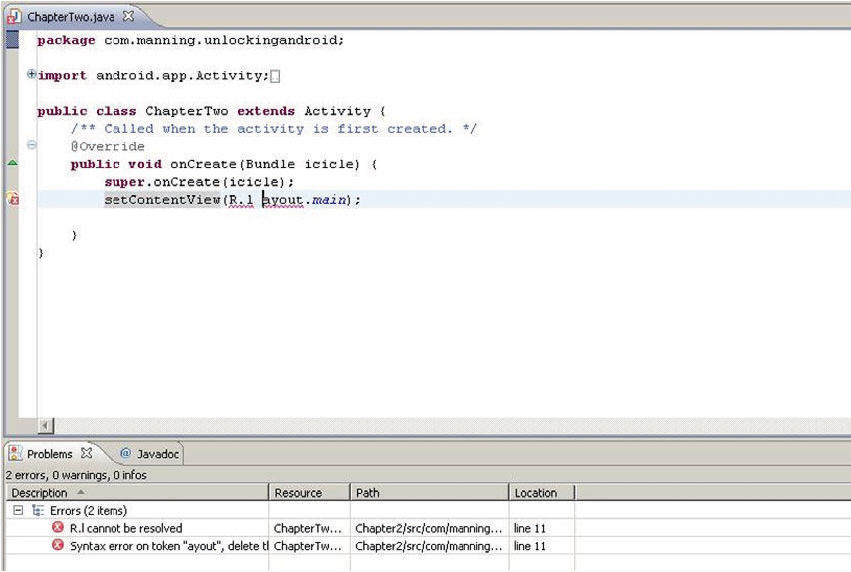 ChapterTwo.java
package com.manning.unlockingandroid;
import android.app.Activity;
public class ChapterTwo extends Activity {
/** Called when the activity is first created. */
@Override
public void onCreate(Bundle icicle) {
super.onCreate(icicle);
setContentView(R.l ayout.main);
}
}
Problems @ Javadoc
2 errors, 0 warnings, 0 infos
Description Resource Path Location
Errors (2 items)
R.l cannot be resolved ChapterTw... Chapter2/src/com/manning... line 11
Syntax error on token "ayout", delete tl ChapterTw... Chapter2/src/com/manning... line 11